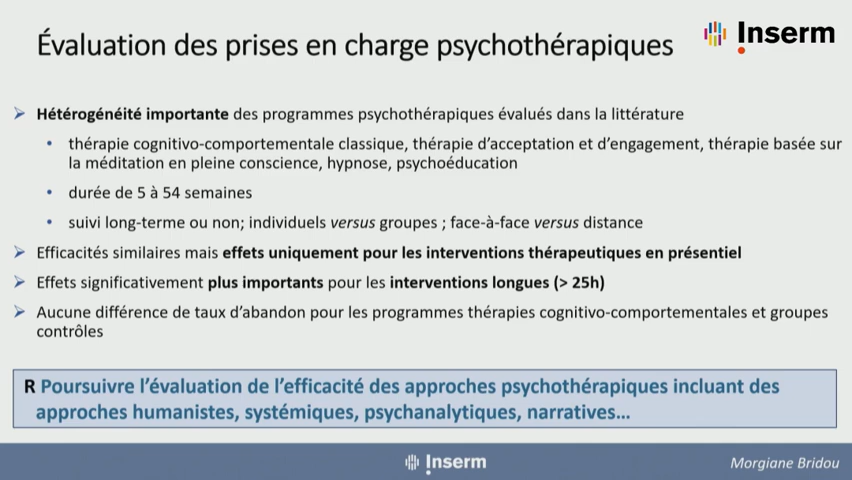 Évaluation des prises en charge psychothérapiques
Inserm
Hétérogénéité importante des programmes psychothérapiques évalués dans la littérature
thérapie cognitivo-comportementale classique, thérapie d’acceptation et d’engagement, thérapie basée sur
la méditation en pleine conscience, hypnose, psychoéducation
durée de 5 à 54 semaines
suivi long-terme ou non; individuels versus groupes ; face-à-face versus distance
Efficacités similaires mais effets uniquement pour les interventions thérapeutiques en présentiel
Effets significativement plus importants pour les interventions longues (> 25h)
Aucune différence de taux d’abandon pour les programmes thérapies cognitivo-comportementales et groupes
contrôles
R Poursuivre l’évaluation de l’efficacité des approches psychothérapiques incluant des
approches humanistes, systémiques, psychanalytiques, narratives…
Inserm
Morgiane Bridou